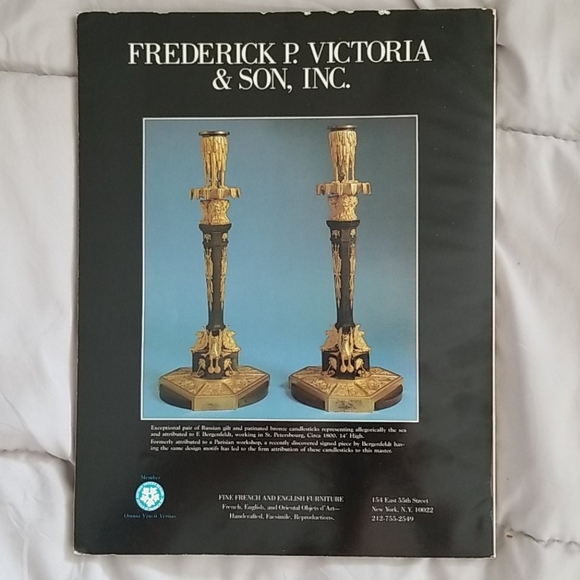 FREDERICK P. VICTORIA
& SON, INC.
Exceptional pair of Russian gilt and patinated bronze candlesticks representing allegorically the sea
and attributed to F. Bergenfeldt, working in St. Petersbourg, Circa 1800. 14" High.
Formerly attributed to a Parisian workshop, a recently discovered signed piece by Bergenfeldt hav-
ing the same design motifs has led to the firm attribution of these candlesticks to this master.
Member
Omnia Vincit Veritas
FINE FRENCH AND ENGLISH FURNITURE
French, English, and Oriental Objets d'Art—
Handcrafted, Facsimile, Reproductions.
154 East 55th Street
New York, N.Y. 10022
212-755-2549